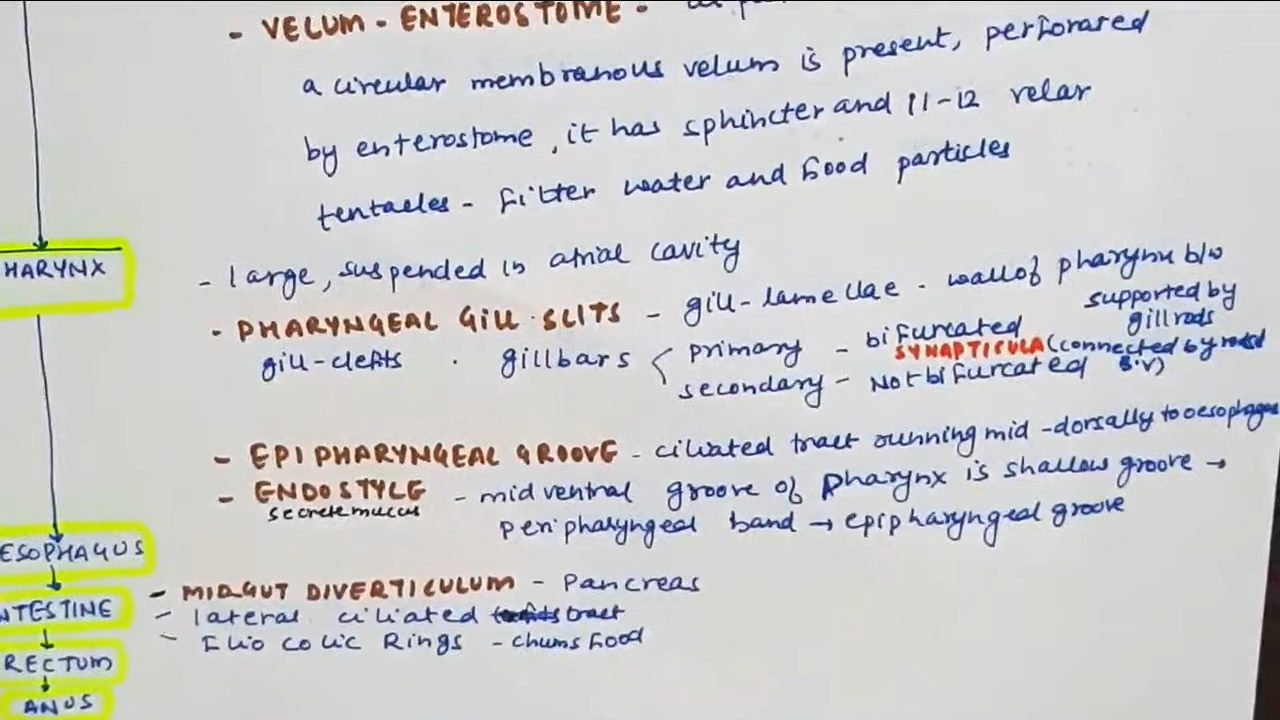 - VELUM - ENTEROSTOME -
a circular membranous velum is present, perforated
by enterostome, it has sphincter and 11-12 velar
tentacles - Filter water and food particles
HARYNX
- large, suspended in atrial cavity
- PHARYNGEAL GILL SLITS - gill-lamellae - wall of pharynx b/w
supported by
gill rods
gill-clefts . gill bars < primary - bifurcated
SYNAPTICULA (connected by rods
secondary - Not bifurcated B.V)
- EPIPHARYNGEAL GROOVE - ciliated tract running mid-dorsally to oesophagus
- ENDOSTYLE - mid ventral groove of pharynx is shallow groove →
secrete mucus
peripharyngeal band → epipharyngeal groove
ESOPHAGUS
- MIDGUT DIVERTICULUM - Pancreas
NTESTINE
- lateral ciliated tract
- Ilio colic Rings - churns food
RECTUM
ANUS